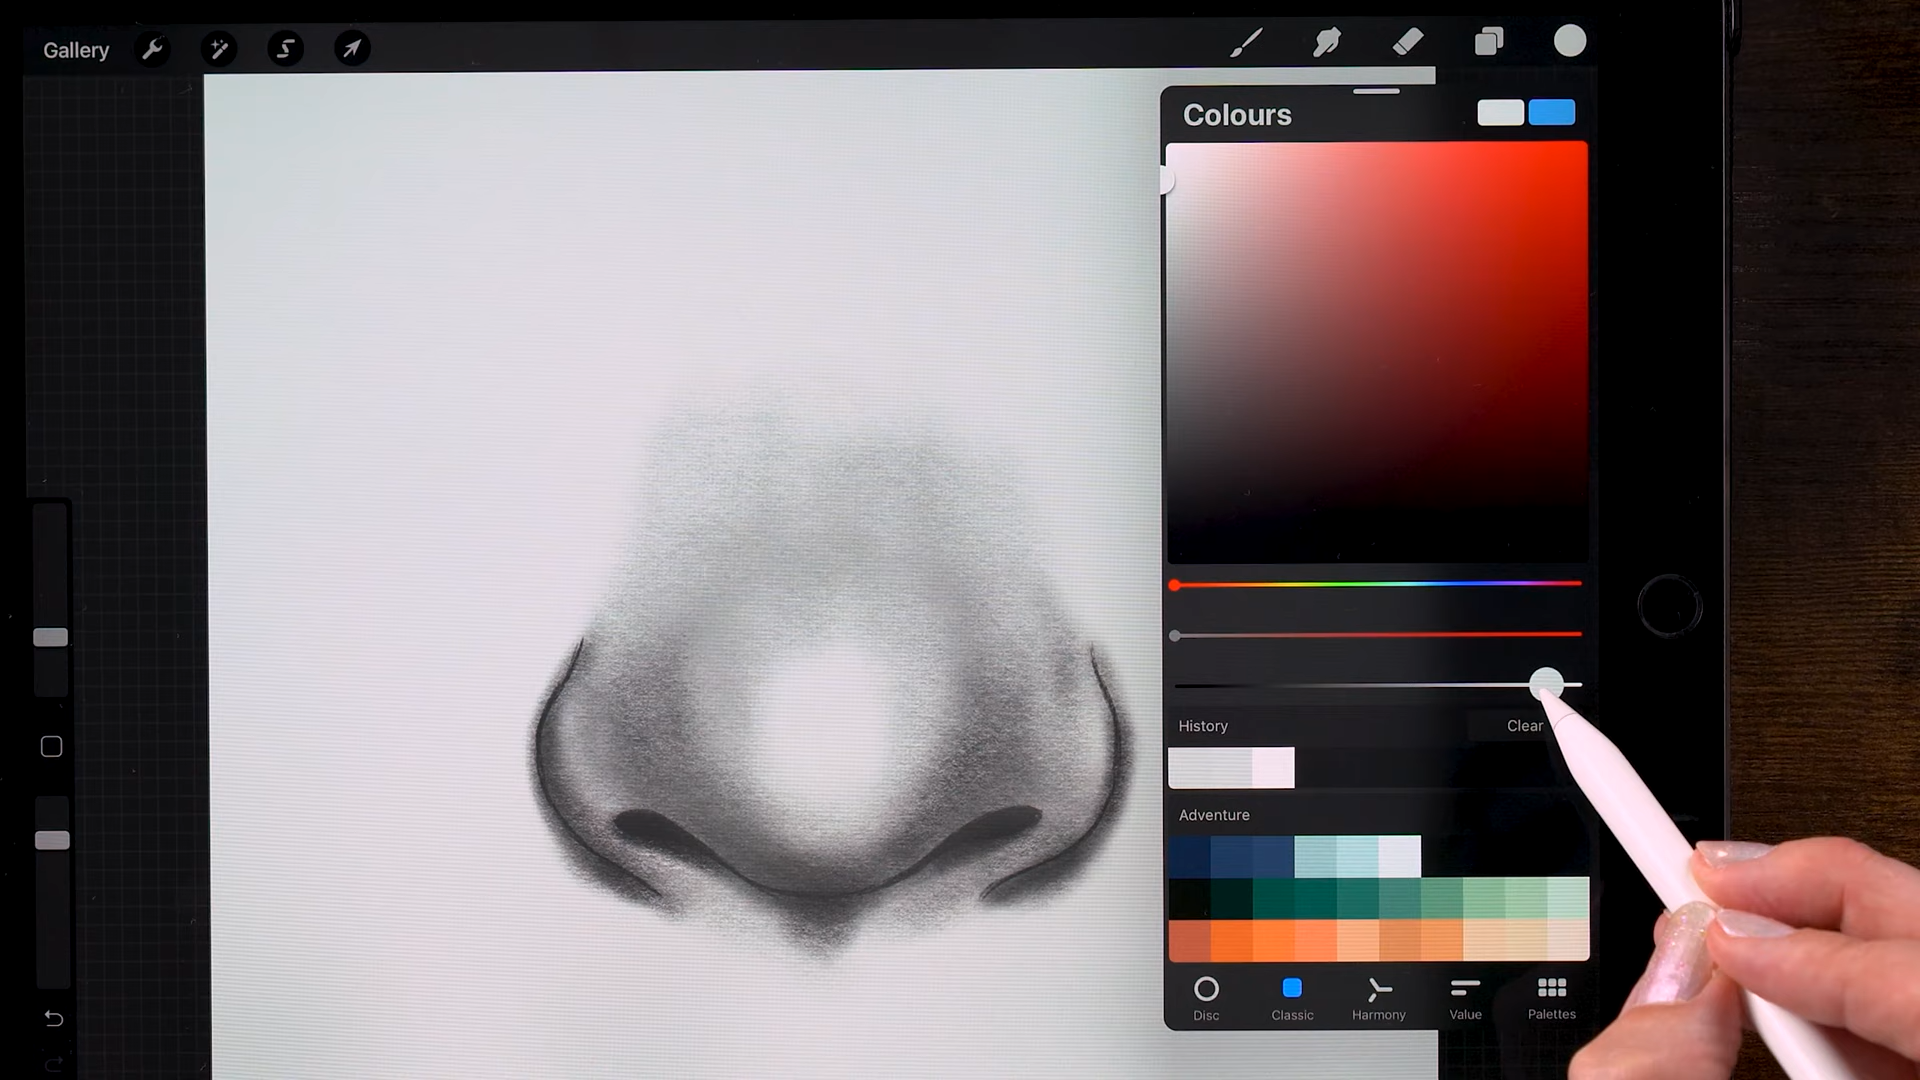 Gallery
Colours
History
Clear
Adventure
Disc
Classic
Harmony
Value
Palettes